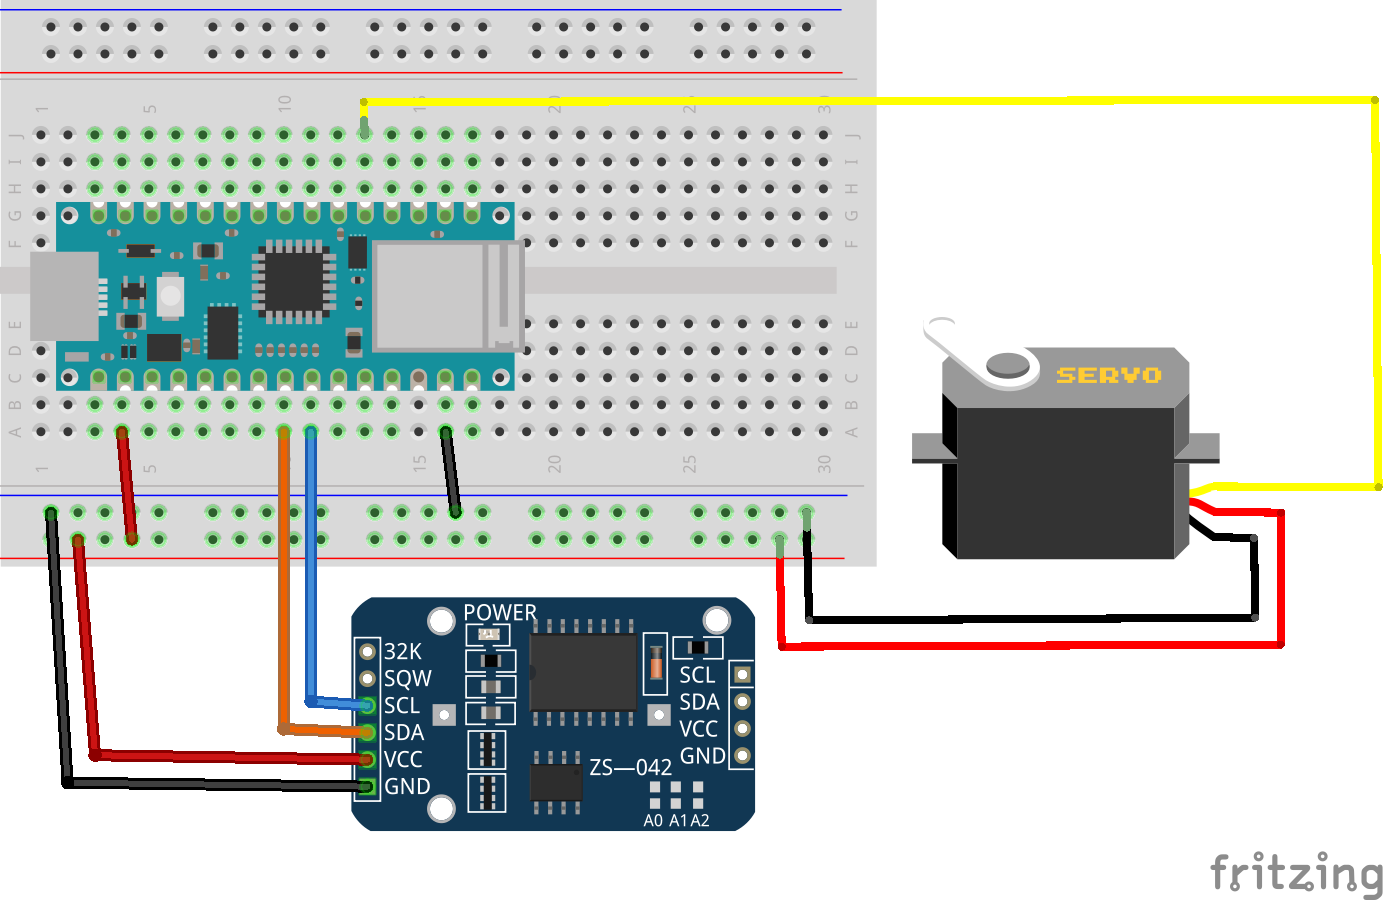 1 5 10 15 20 25 30
J J
I I
H H
G G
F F
E E
D D
C C
B B
A A
1 5 10 15 20 25 30
SERVO
POWER
32K
SQW
SCL
SDA
VCC
GND
SCL
SDA
VCC
GND
ZS—042
A0 A1 A2
fritzing